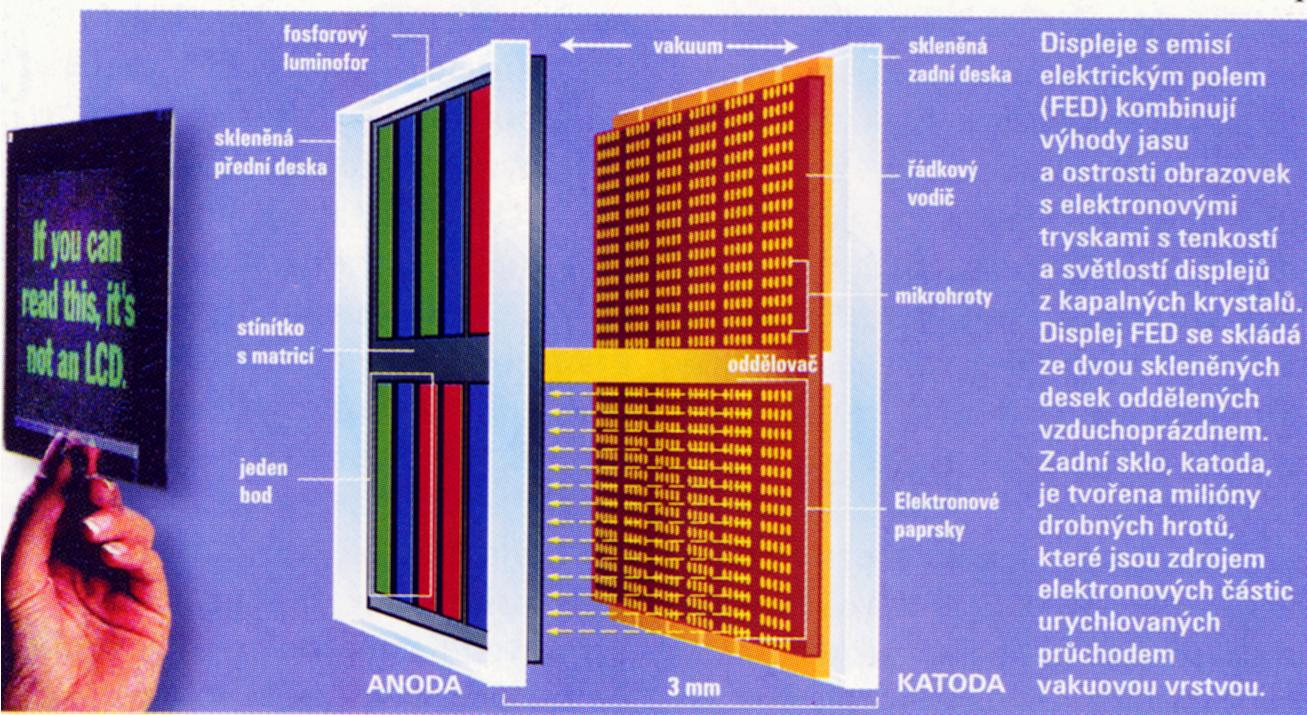 If you can
read this, it's
not an LCD.
fosforový
luminofor
skleněná
přední deska
stínítko
s matricí
jeden
bod
ANODA
vakuum
oddělovač
3 mm
skleněná
zadní deska
řádkový
vodič
mikrohroty
Elektronové
paprsky
KATODA
Displeje s emisí
elektrickým polem
(FED) kombinují
výhody jasu
a ostrosti obrazovek
s elektronovými
tryskami s tenkostí
a světlostí displejů
z kapalných krystalů.
Displej FED se skládá
ze dvou skleněných
desek oddělených
vzduchoprázdnem.
Zadní sklo, katoda,
je tvořena milióny
drobných hrotů,
které jsou zdrojem
elektronových částic
urychlovaných
průchodem
vakuovou vrstvou.